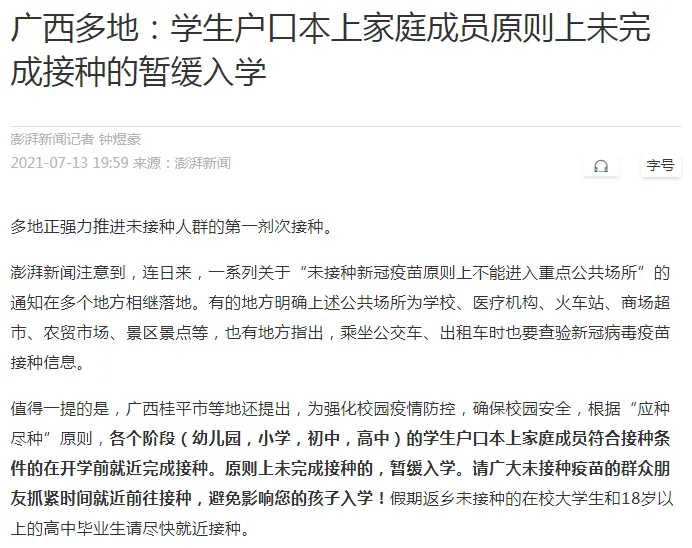 广西多地：学生户口本上家庭成员原则上未完
成接种的暂缓入学
澎湃新闻记者 钟煜豪
2021-07-13 19:59 来源：澎湃新闻
字号
多地正强力推进未接种人群的第一剂次接种。
澎湃新闻注意到，连日来，一系列关于“未接种新冠疫苗原则上不能进入重点公共场所”的
通知在多个地方相继落地。有的地方明确上述公共场所为学校、医疗机构、火车站、商场超
市、农贸市场、景区景点等，也有地方指出，乘坐公交车、出租车时也要查验新冠病毒疫苗
接种信息。
值得一提的是，广西桂平市等地还提出，为强化校园疫情防控，确保校园安全，根据“应种
尽种”原则，各个阶段（幼儿园，小学，初中，高中）的学生户口本上家庭成员符合接种条
件的在开学前就近完成接种。原则上未完成接种的，暂缓入学。请广大未接种疫苗的群众朋
友抓紧时间就近前往接种，避免影响您的孩子入学！假期返乡未接种的在校大学生和18岁以
上的高中毕业生请尽快就近接种。